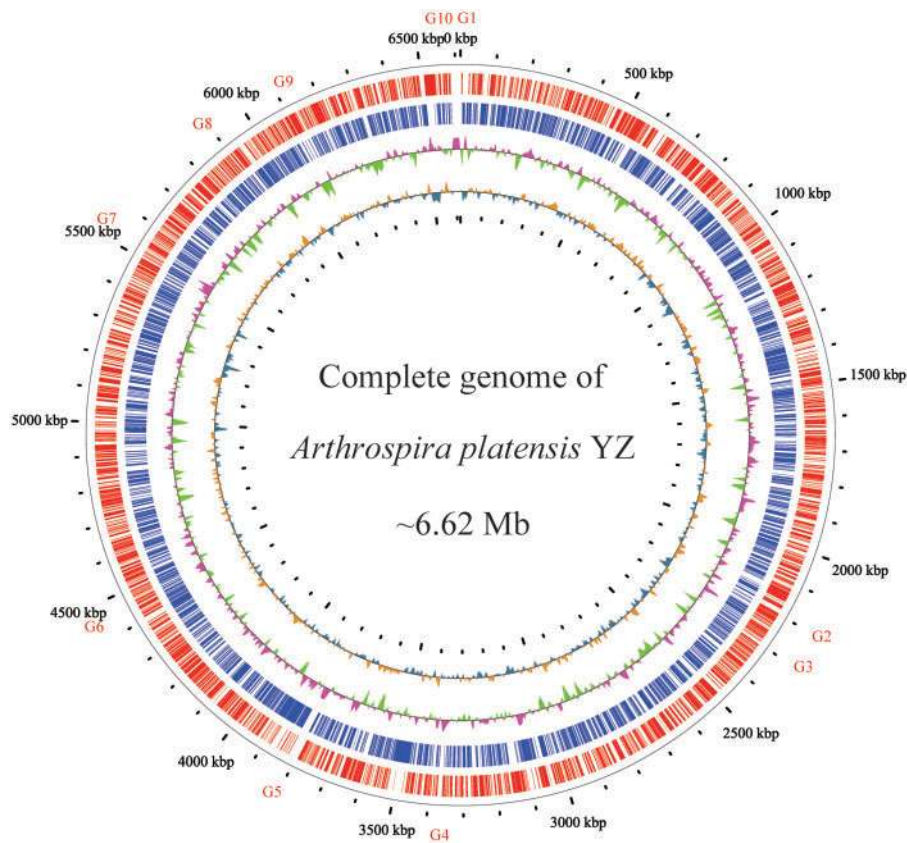 G10 G1
6500 kbp 0 kbp
500 kbp
1000 kbp
1500 kbp
2000 kbp
G2
G3
2500 kbp
3000 kbp
G4
3500 kbp
G5
4000 kbp
G6
4500 kbp
5000 kbp
5500 kbp
G7
G8
6000 kbp
G9
Complete genome of
Arthrospira platensis YZ
~6.62 Mb